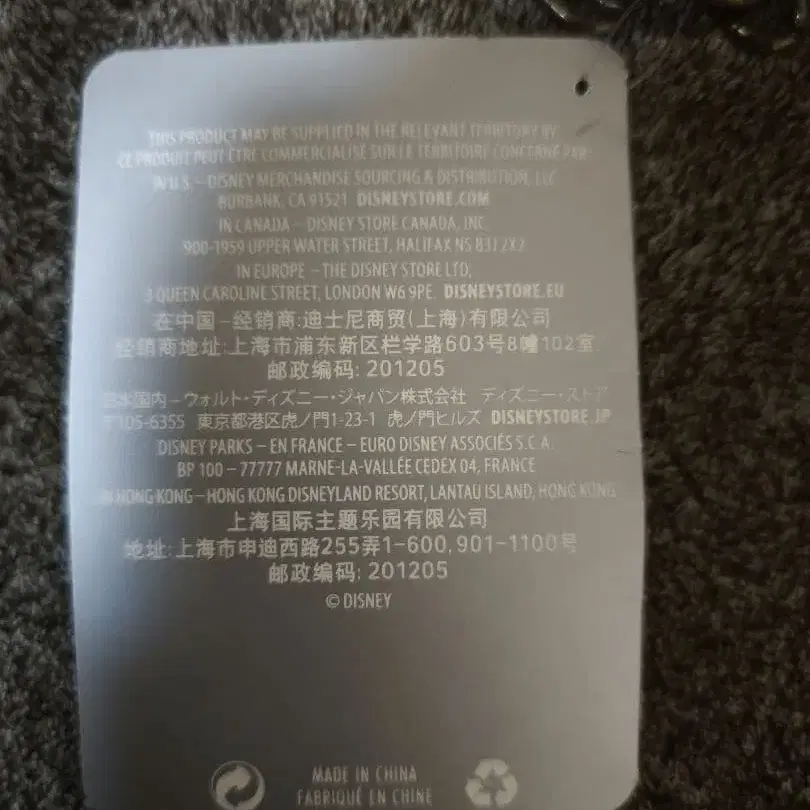 THIS PRODUCT MAY BE SUPPLIED IN THE RELEVANT TERRITORY BY:
CE PRODUIT PEUT ÊTRE COMMERCIALISÉ SUR LE TERRITOIRE CONCERNÉ PAR:
IN U.S. – DISNEY MERCHANDISE SOURCING & DISTRIBUTION, LLC
BURBANK, CA 91521 DISNEYSTORE.COM
IN CANADA – DISNEY STORE CANADA, INC.
900-1959 UPPER WATER STREET, HALIFAX NS B3J 2X2
IN EUROPE – THE DISNEY STORE LTD,
3 QUEEN CAROLINE STREET, LONDON W6 9PE. DISNEYSTORE.EU
在中国 – 经销商:迪士尼商贸(上海)有限公司
经销商地址:上海市浦东新区栏学路603号8幢102室
邮政编码: 201205
日本国内 – ウォルト・ディズニー・ジャパン株式会社 ディズニー・ストア
〒105-6355 東京都港区虎ノ門1-23-1 虎ノ門ヒルズ DISNEYSTORE.JP
DISNEY PARKS – EN FRANCE – EURO DISNEY ASSOCIÉS S.C.A.
BP 100 – 77777 MARNE-LA-VALLÉE CEDEX 04, FRANCE
IN HONG KONG – HONG KONG DISNEYLAND RESORT, LANTAU ISLAND, HONG KONG
上海国际主题乐园有限公司
地址:上海市申迪西路255弄1-600,901-1100号
邮政编码: 201205
© DISNEY
MADE IN CHINA
FABRIQUÉ EN CHINE